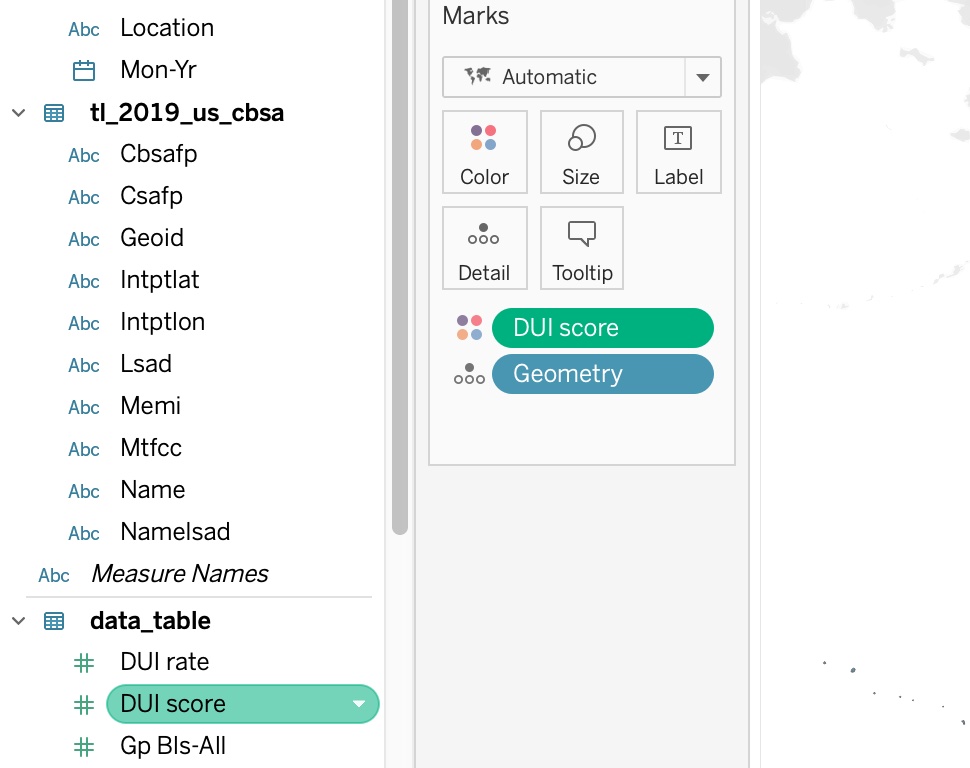 Abc Location
Mon-Yr
tl_2019_us_cbsa
Abc Cbsafp
Abc Csafp
Abc Geoid
Abc Intptlat
Abc Intptlon
Abc Lsad
Abc Memi
Abc Mtfcc
Abc Name
Abc Namelsad
Abc Measure Names
data_table
# DUI rate
# DUI score
# Gp Bls-All
Marks
Automatic
Color Size T Label
Detail Tooltip
DUI score
Geometry